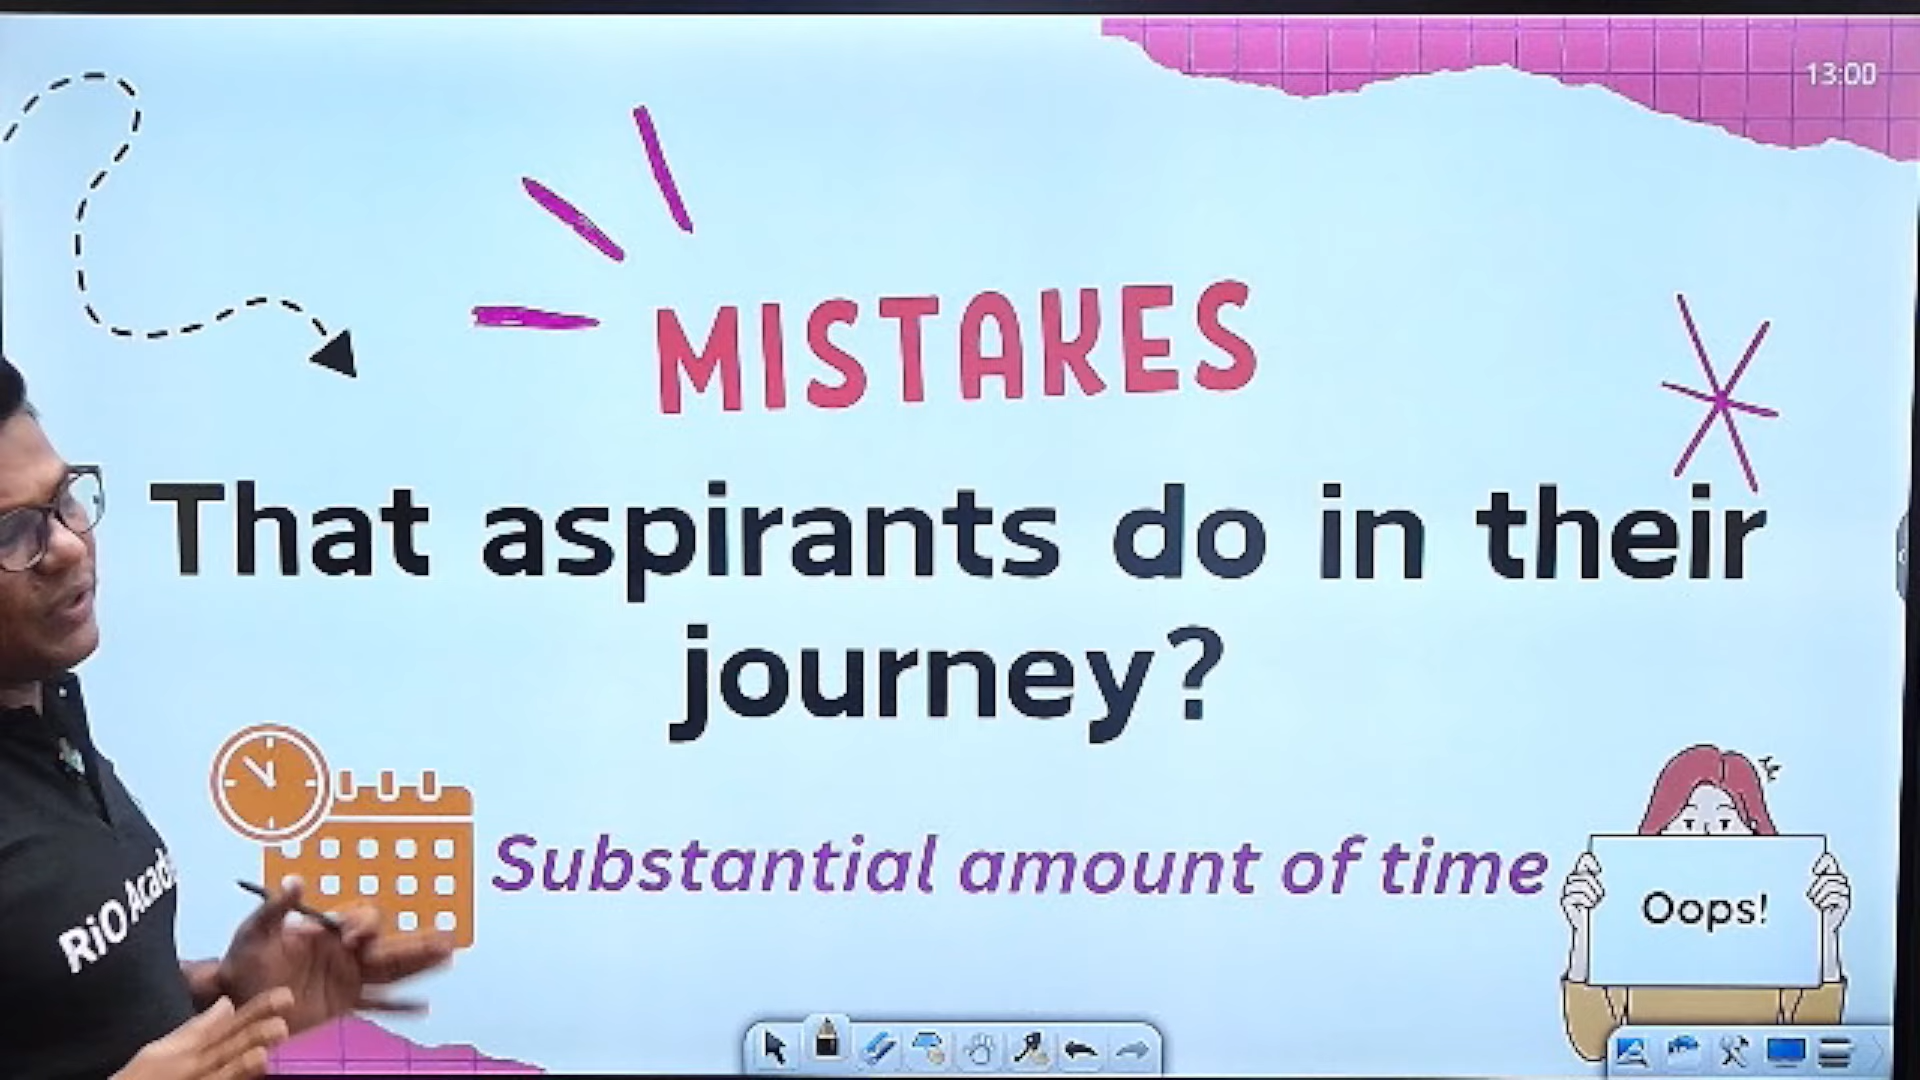 13:00
MISTAKES
That aspirants do in their
journey?
Substantial amount of time
Oops!
RiO Acad